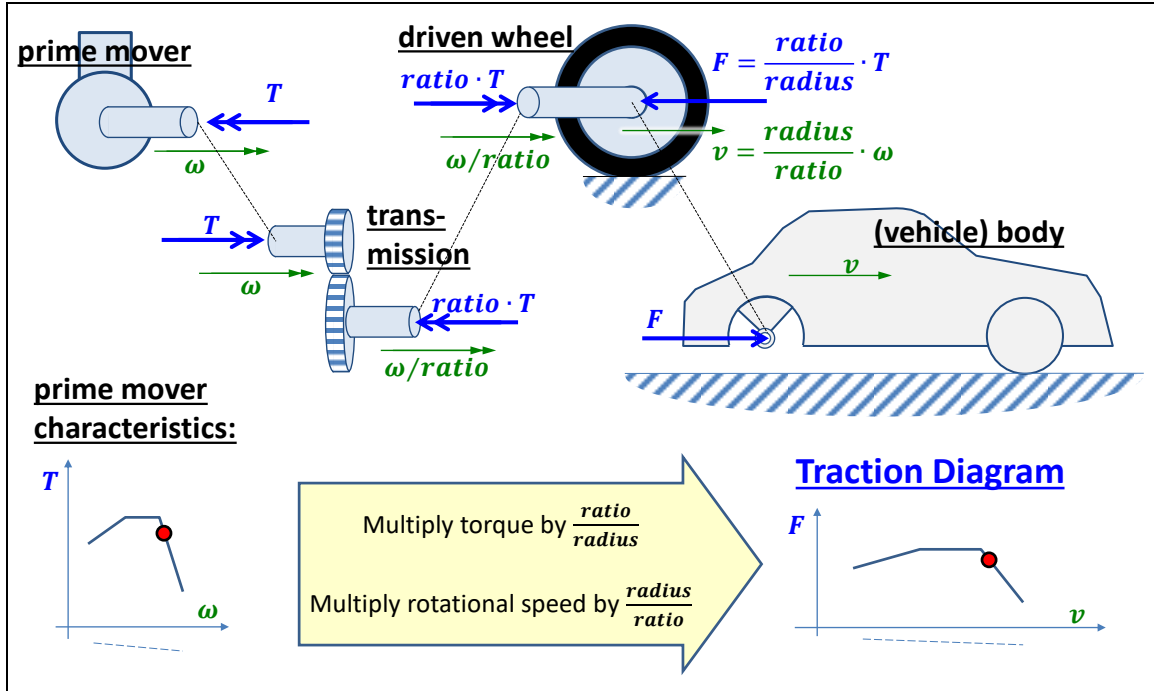 prime mover
T
ω
driven wheel
ratio · T
ω/ratio
F = ratio/radius · T
v = radius/ratio · ω
T
ω
trans-
mission
ratio · T
ω/ratio
(vehicle) body
v
F
prime mover
characteristics:
T
ω
Multiply torque by ratio/radius
Multiply rotational speed by radius/ratio
Traction Diagram
F
v